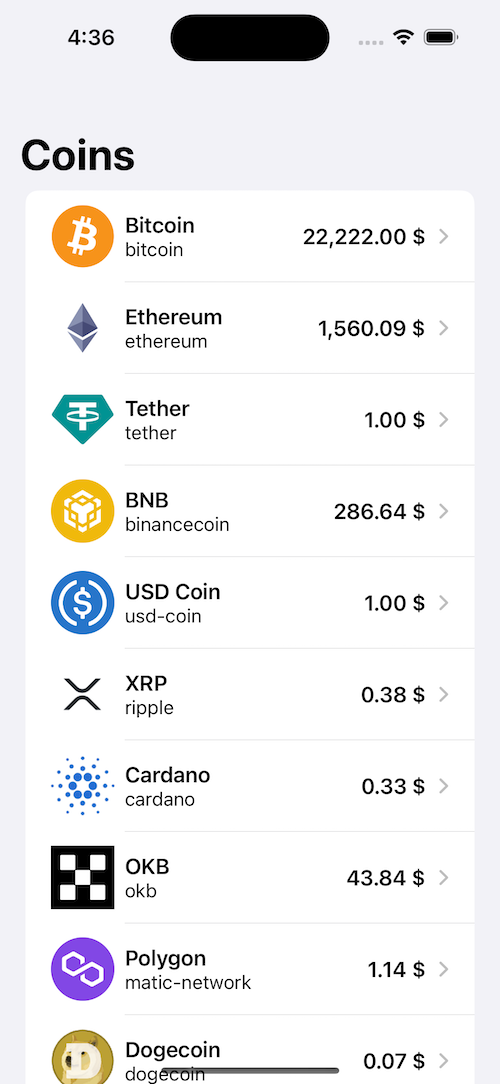 4:36
Coins
Bitcoin
bitcoin
22,222.00 $
Ethereum
ethereum
1,560.09 $
Tether
tether
1.00 $
BNB
binancecoin
286.64 $
USD Coin
usd-coin
1.00 $
XRP
ripple
0.38 $
Cardano
cardano
0.33 $
OKB
okb
43.84 $
Polygon
matic-network
1.14 $
Dogecoin
dogecoin
0.07 $